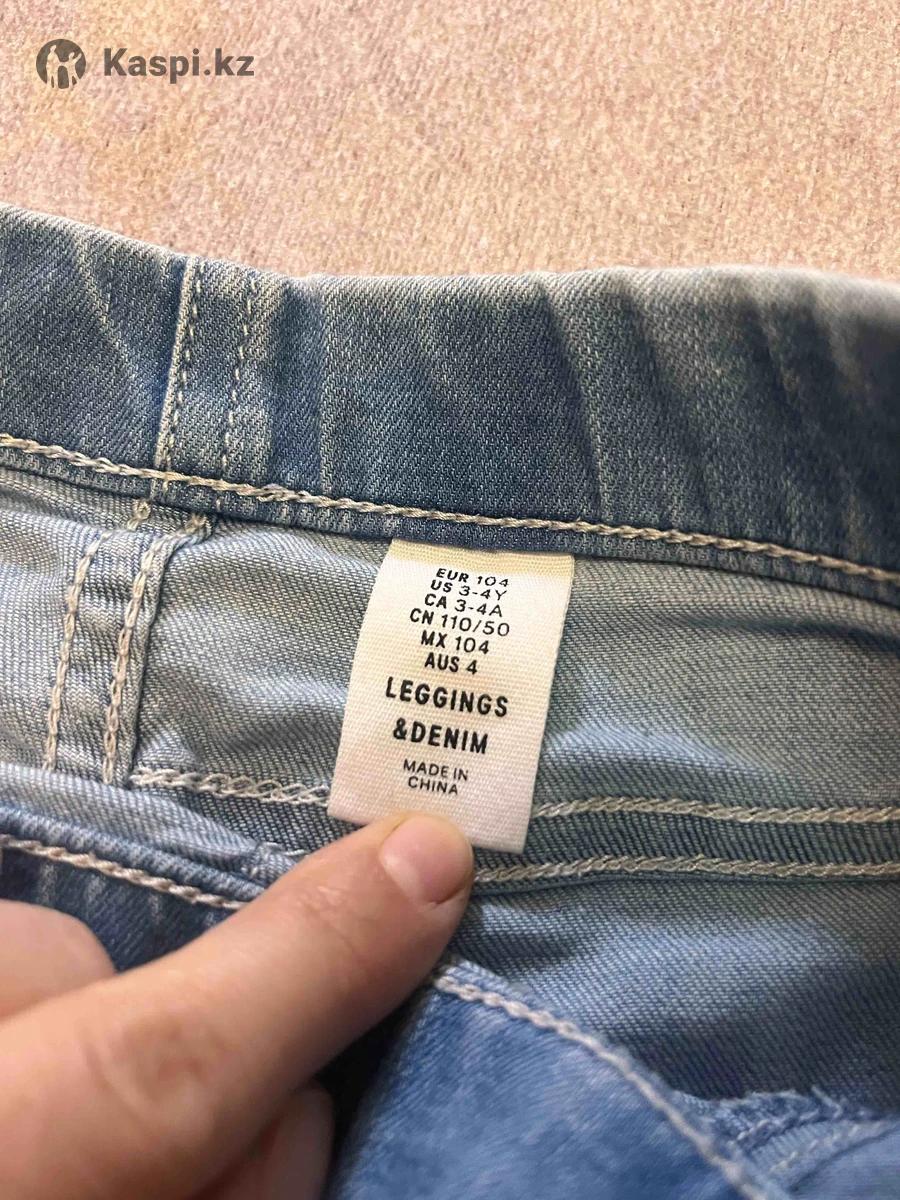 Kaspi.kz
EUR 104
US 3-4Y
CA 3-4A
CN 110/50
MX 104
AUS 4
LEGGINGS
&DENIM
MADE IN
CHINA